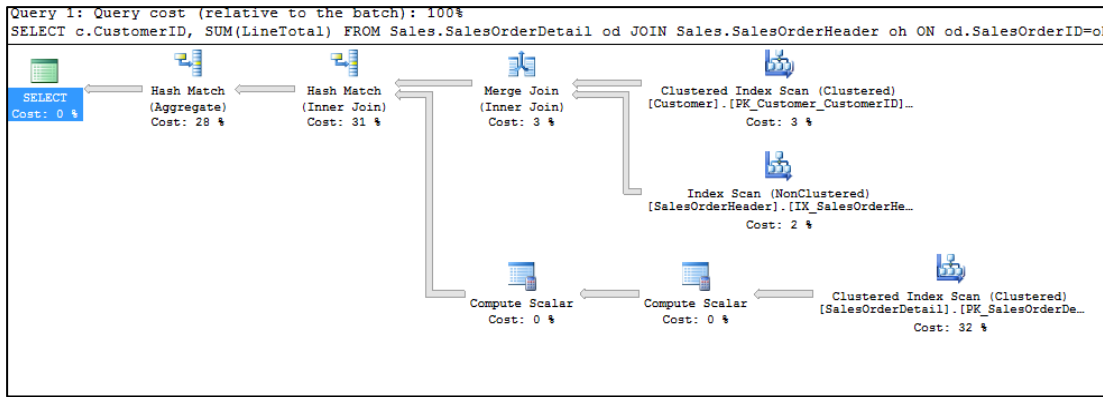 Query 1: Query cost (relative to the batch): 100%
SELECT c.CustomerID, SUM(LineTotal) FROM Sales.SalesOrderDetail od JOIN Sales.SalesOrderHeader oh ON od.SalesOrderID=oh
SELECT
Cost: 0 %
Hash Match
(Aggregate)
Cost: 28 %
Hash Match
(Inner Join)
Cost: 31 %
Merge Join
(Inner Join)
Cost: 3 %
Clustered Index Scan (Clustered)
[Customer].[PK_Customer_CustomerID]…
Cost: 3 %
Index Scan (NonClustered)
[SalesOrderHeader].[IX_SalesOrderHe…
Cost: 2 %
Compute Scalar
Cost: 0 %
Compute Scalar
Cost: 0 %
Clustered Index Scan (Clustered)
[SalesOrderDetail].[PK_SalesOrderDe…
Cost: 32 %